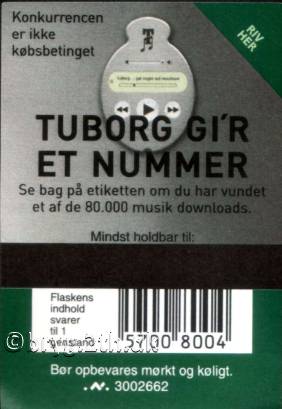 Konkurrencen
er ikke
købsbetinget
RIV
HER
TUBORG GI'R
ET NUMMER
Se bag på etiketten om du har vundet
et af de 80.000 musik downloads.
Mindst holdbar til:
Flaskens
indhold
svarer
til 1
genstand
5700 8004
Bør opbevares mørkt og køligt.
3002662